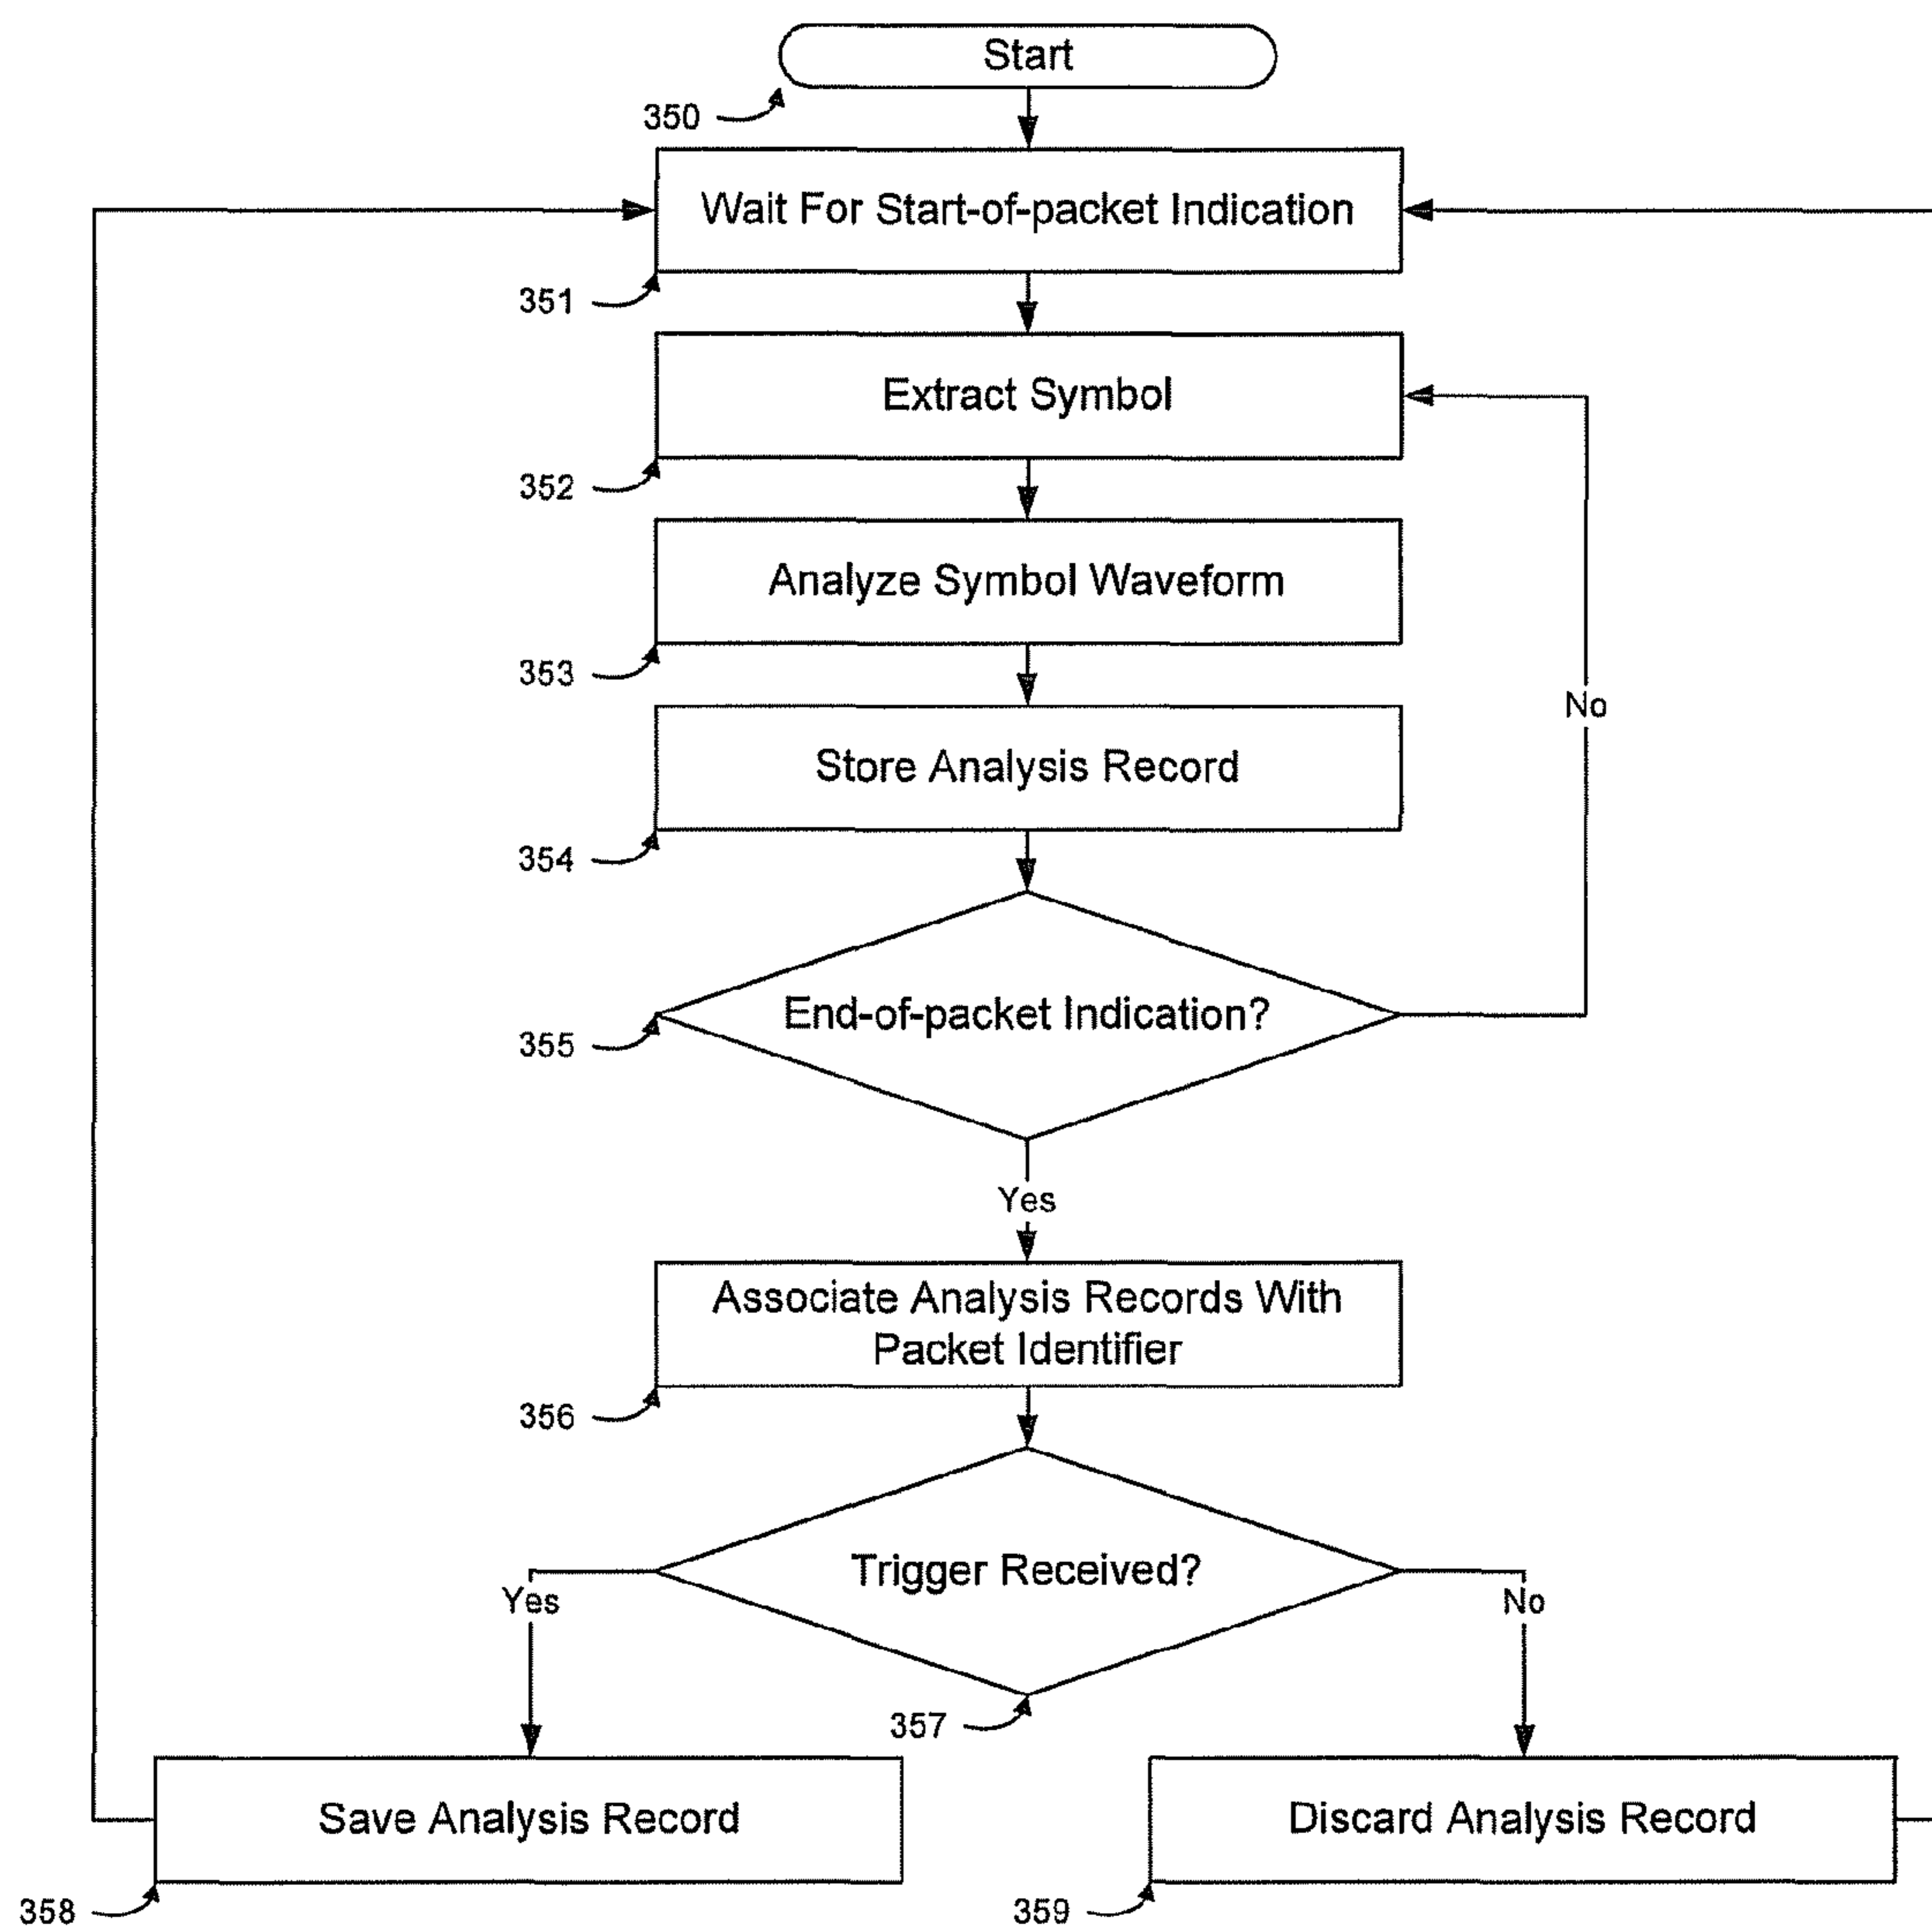 Start
350
Wait For Start-of-packet Indication
351
Extract Symbol
352
Analyze Symbol Waveform
353
No
Store Analysis Record
354
End-of-packet Indication?
355
Yes
Associate Analysis Records With
Packet Identifier
356
Trigger Received?
Yes
No
357
Save Analysis Record
Discard Analysis Record
358
359